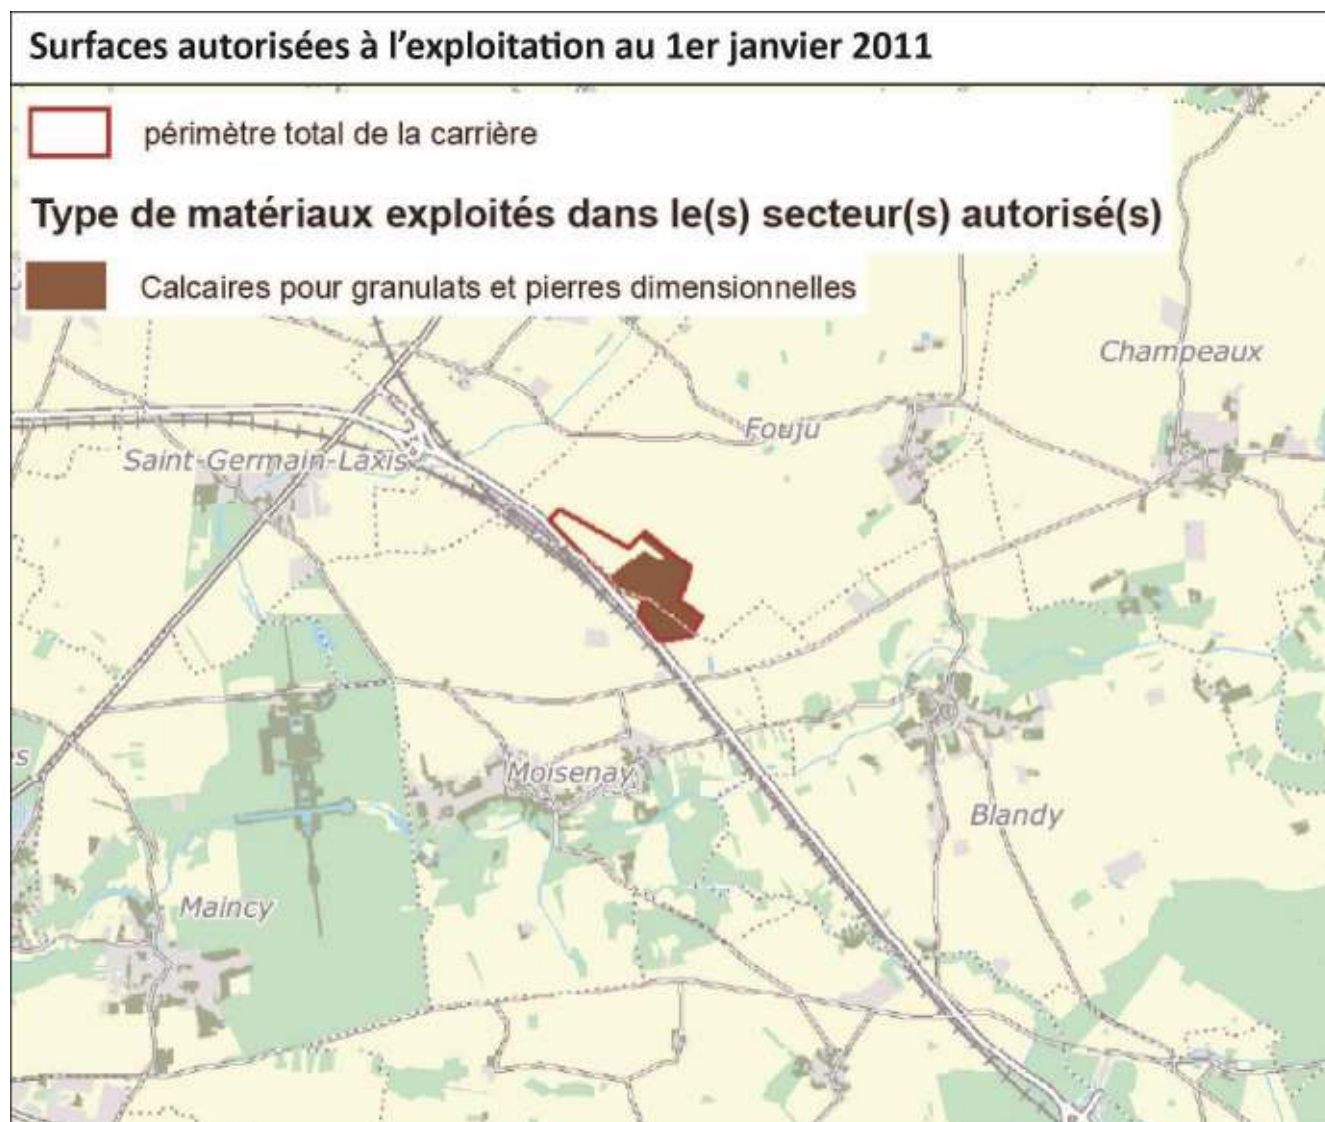 Surfaces autorisées à l'exploitation au 1er janvier 2011
périmètre total de la carrière
Type de matériaux exploités dans le(s) secteur(s) autorisé(s)
Calcaires pour granulats et pierres dimensionnelles
Champeaux
Fouju
Saint-Germain-Laxis
Moisenay
Blandy
Maincy